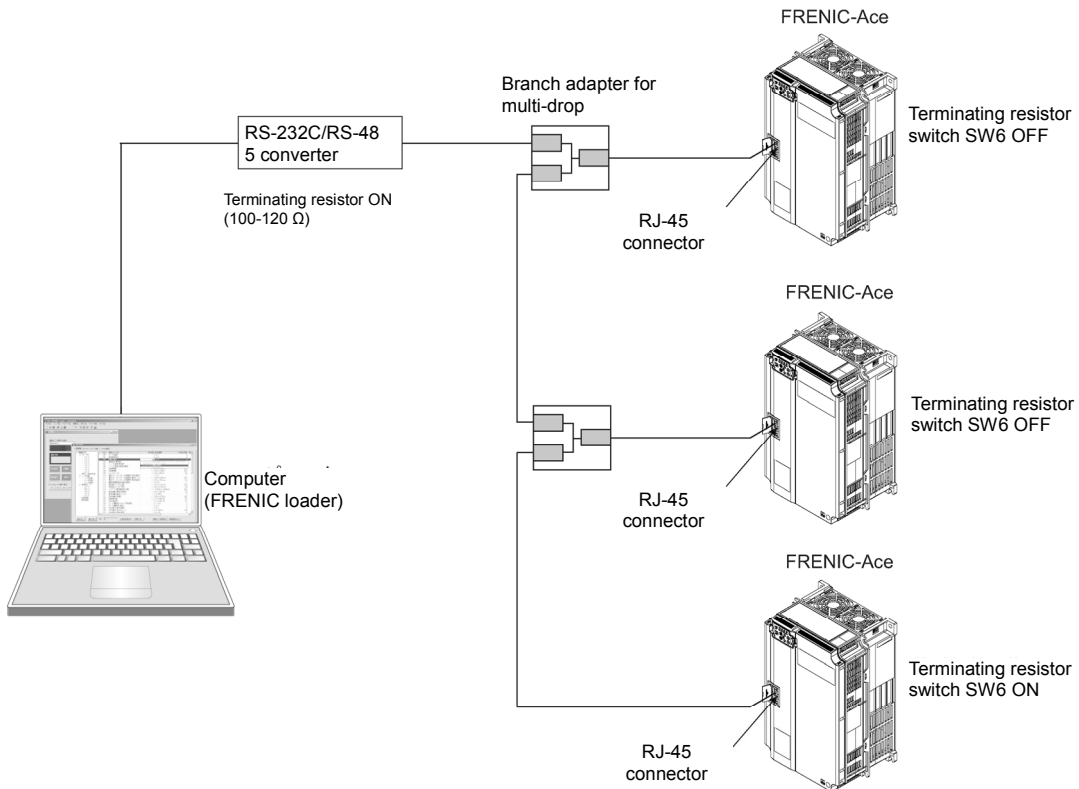 FRENIC-Ace
Branch adapter for
multi-drop
RS-232C/RS-48
5 converter
Terminating resistor
switch SW6 OFF
Terminating resistor ON
(100-120 Ω)
RJ-45
connector
FRENIC-Ace
Terminating resistor
switch SW6 OFF
Computer
(FRENIC loader)
RJ-45
connector
FRENIC-Ace
Terminating resistor
switch SW6 ON
RJ-45
connector